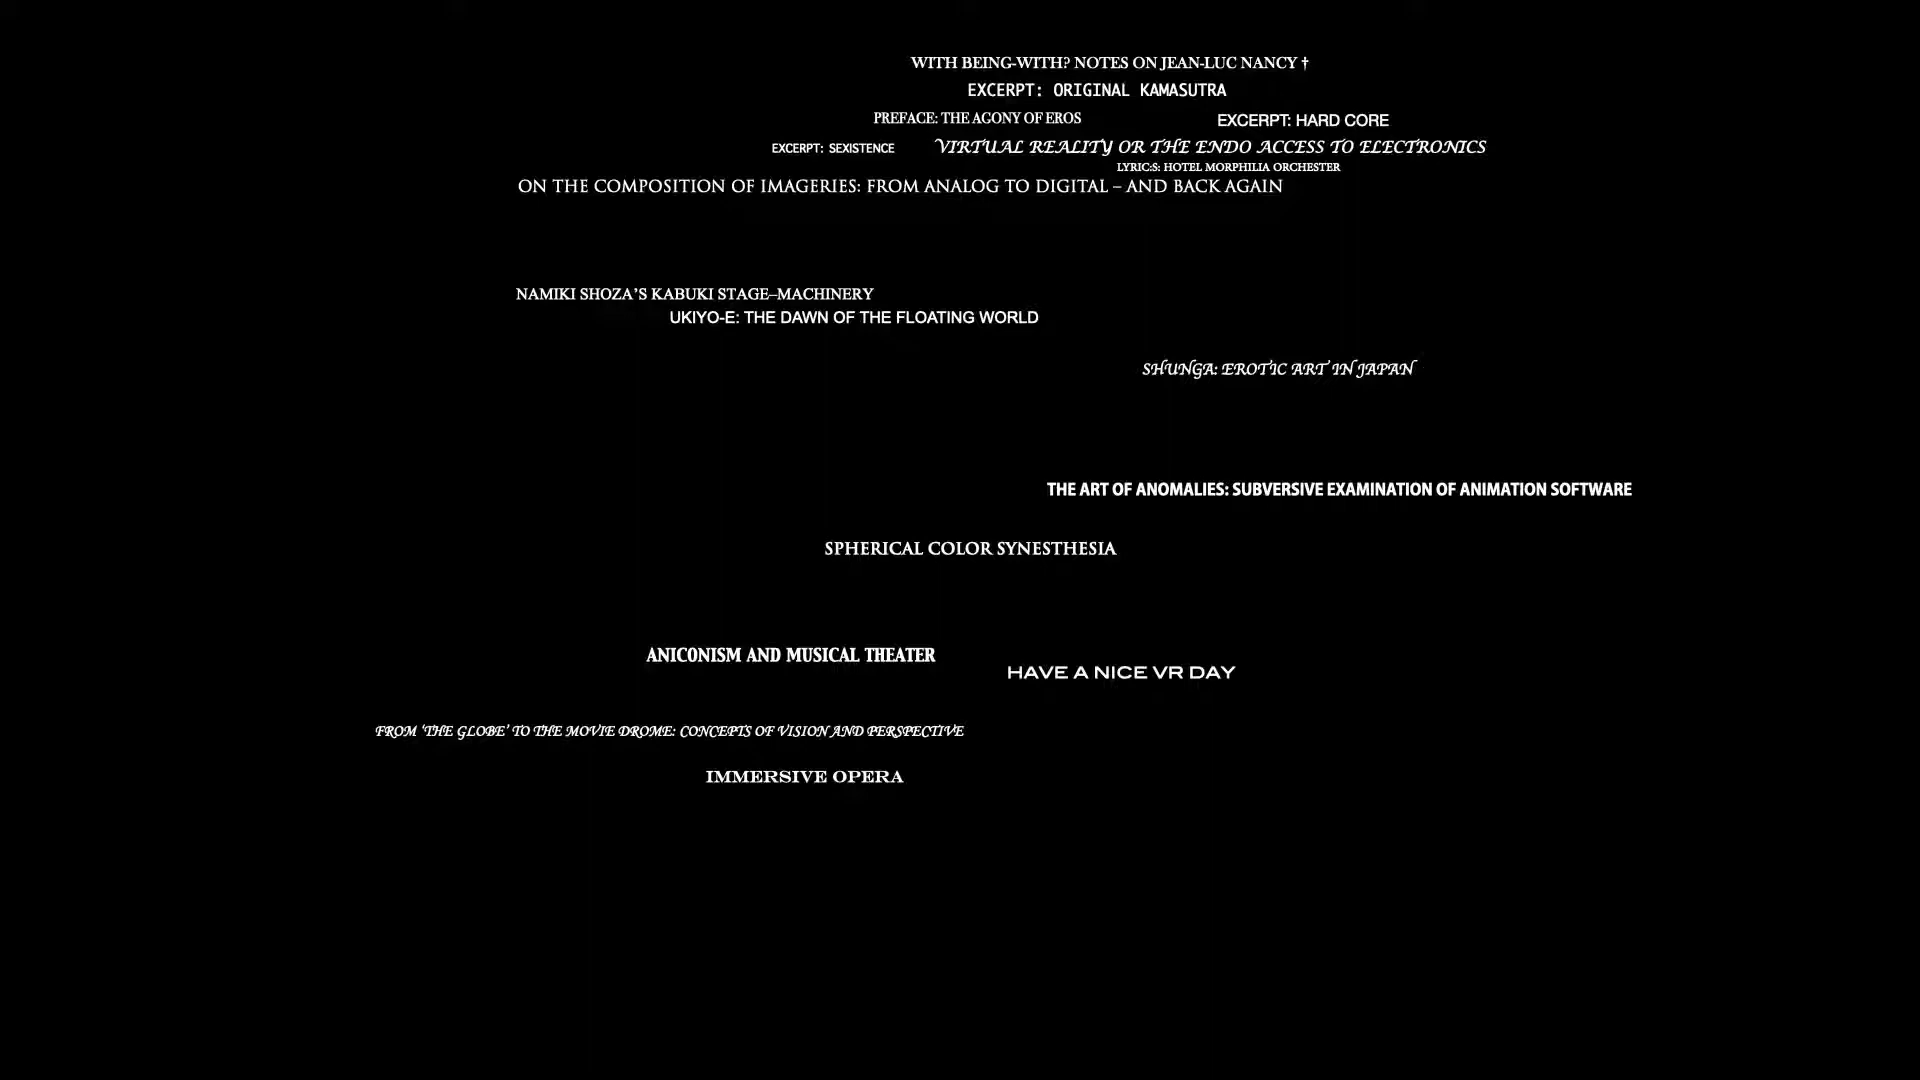 WITH BEING-WITH? NOTES ON JEAN-LUC NANCY †
EXCERPT: ORIGINAL KAMASUTRA
PREFACE: THE AGONY OF EROS
EXCERPT: HARD CORE
EXCERPT: SEXISTENCE
VIRTUAL REALITY OR THE ENDO ACCESS TO ELECTRONICS
LYRIC:S: HOTEL MORPHILIA ORCHESTER
ON THE COMPOSITION OF IMAGERIES: FROM ANALOG TO DIGITAL – AND BACK AGAIN
NAMIKI SHOZA’S KABUKI STAGE–MACHINERY
UKIYO-E: THE DAWN OF THE FLOATING WORLD
SHUNGA: EROTIC ART IN JAPAN
THE ART OF ANOMALIES: SUBVERSIVE EXAMINATION OF ANIMATION SOFTWARE
SPHERICAL COLOR SYNESTHESIA
ANICONISM AND MUSICAL THEATER
HAVE A NICE VR DAY
FROM ‘THE GLOBE’ TO THE MOVIE DROME: CONCEPTS OF VISION AND PERSPECTIVE
IMMERSIVE OPERA